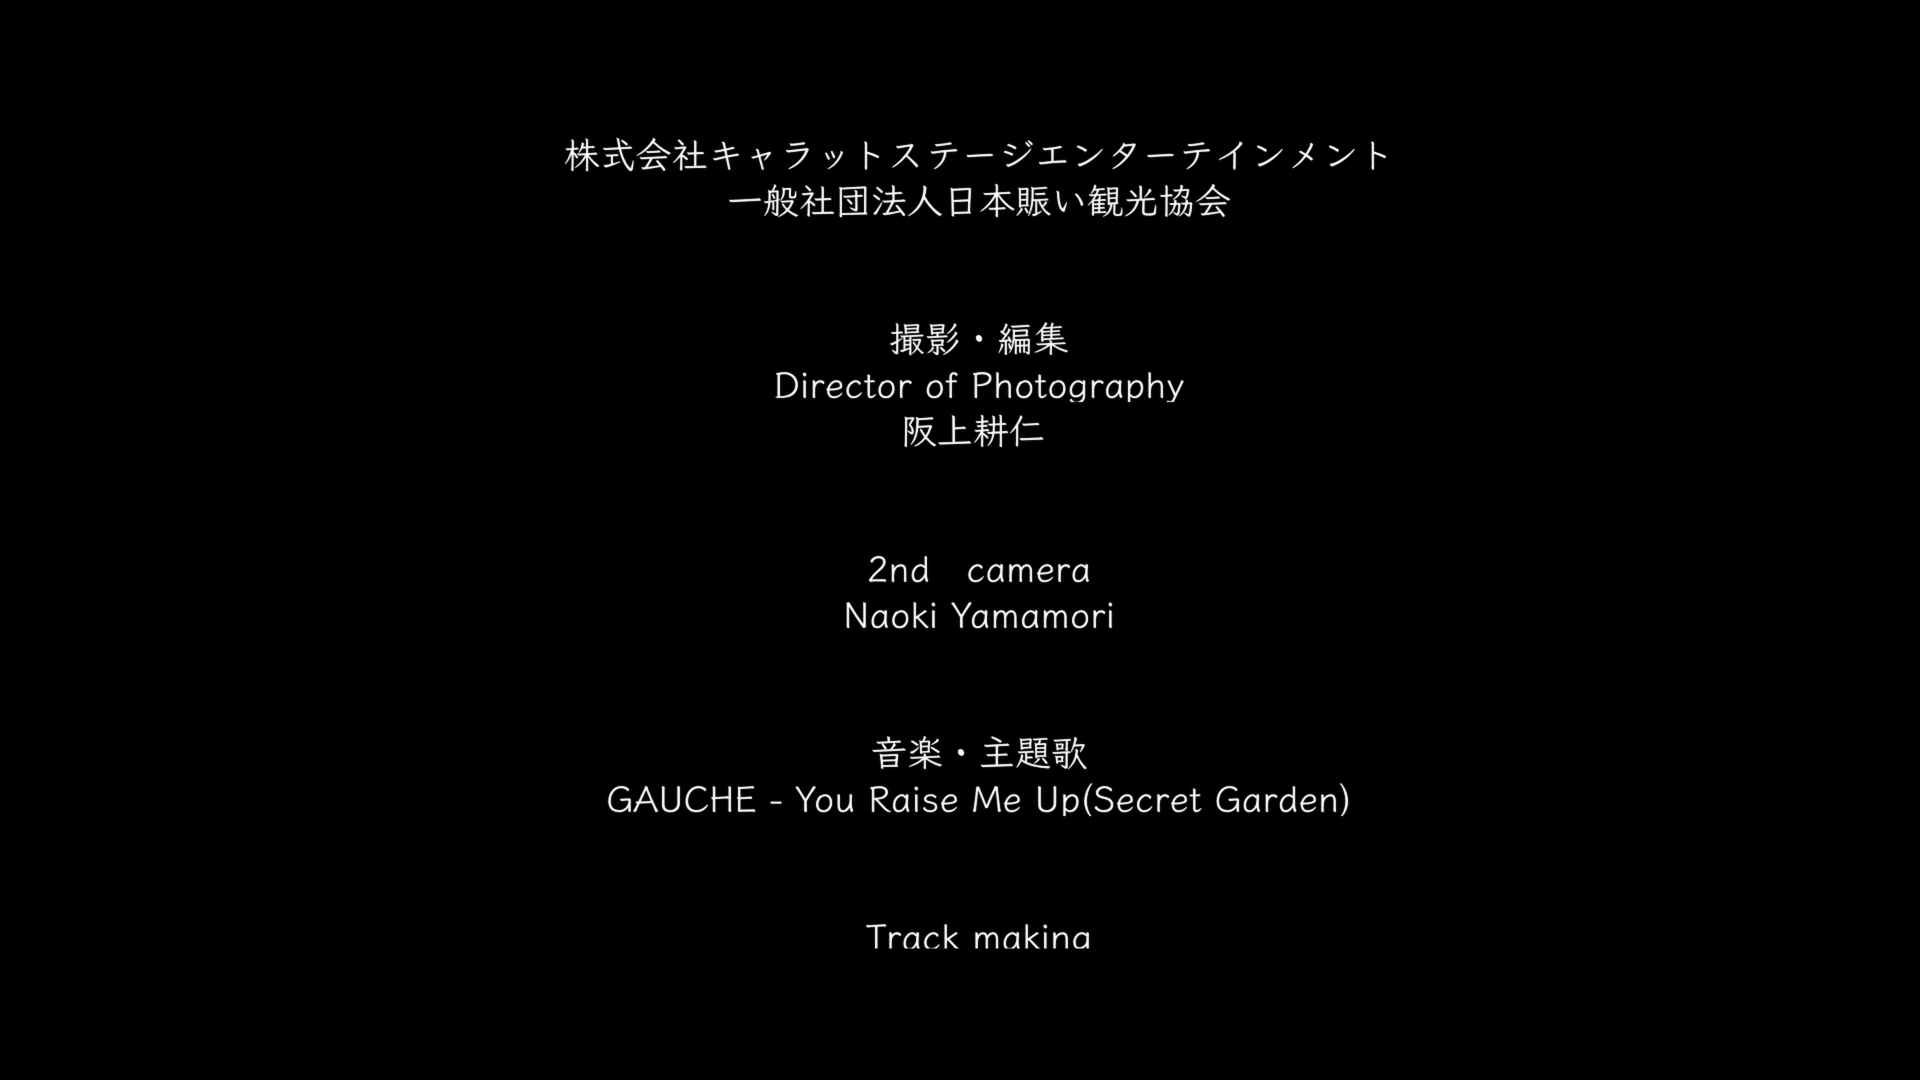 株式会社キャラットステージエンターテインメント
一般社団法人日本賑い観光協会
撮影・編集
Director of Photography
阪上耕仁
2nd　camera
Naoki Yamamori
音楽・主題歌
GAUCHE - You Raise Me Up(Secret Garden)
Track making